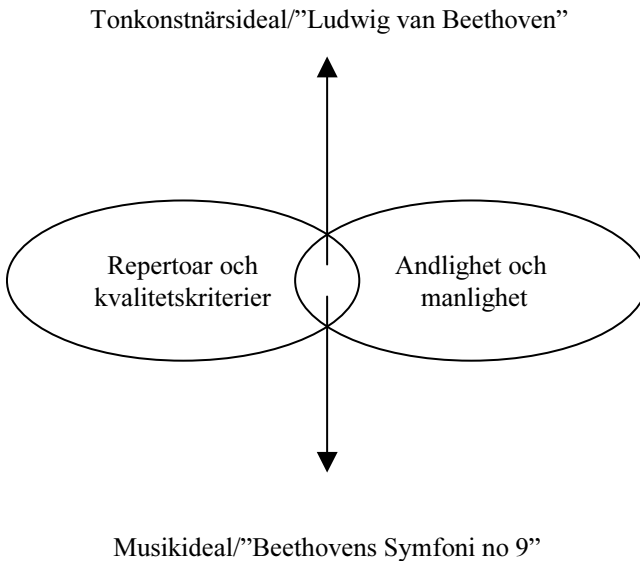 Tonkonstnärsideal/”Ludwig van Beethoven”
Repertoar och
kvalitetskriterier
Andlighet och
manlighet
Musikideal/”Beethovens Symfoni no 9”